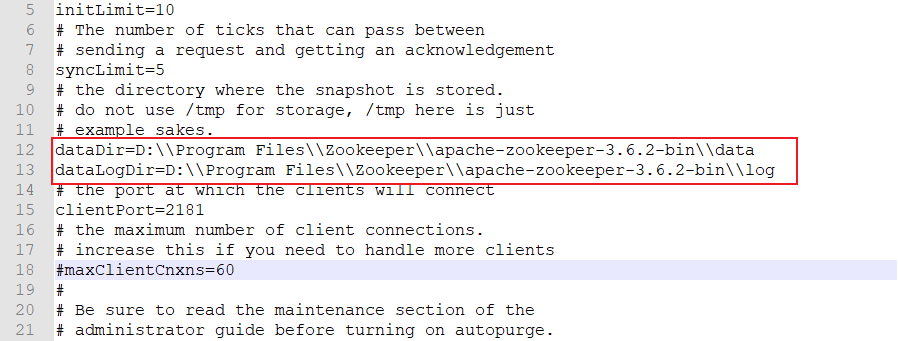 5 initLimit=10
6 # The number of ticks that can pass between
7 # sending a request and getting an acknowledgement
8 syncLimit=5
9 # the directory where the snapshot is stored.
10 # do not use /tmp for storage, /tmp here is just
11 # example sakes.
12 dataDir=D:\\Program Files\\Zookeeper\\apache-zookeeper-3.6.2-bin\\data
13 dataLogDir=D:\\Program Files\\Zookeeper\\apache-zookeeper-3.6.2-bin\\log
14 # the port at which the clients will connect
15 clientPort=2181
16 # the maximum number of client connections.
17 # increase this if you need to handle more clients
18 #maxClientCnxns=60
19 #
20 # Be sure to read the maintenance section of the
21 # administrator guide before turning on autopurge.